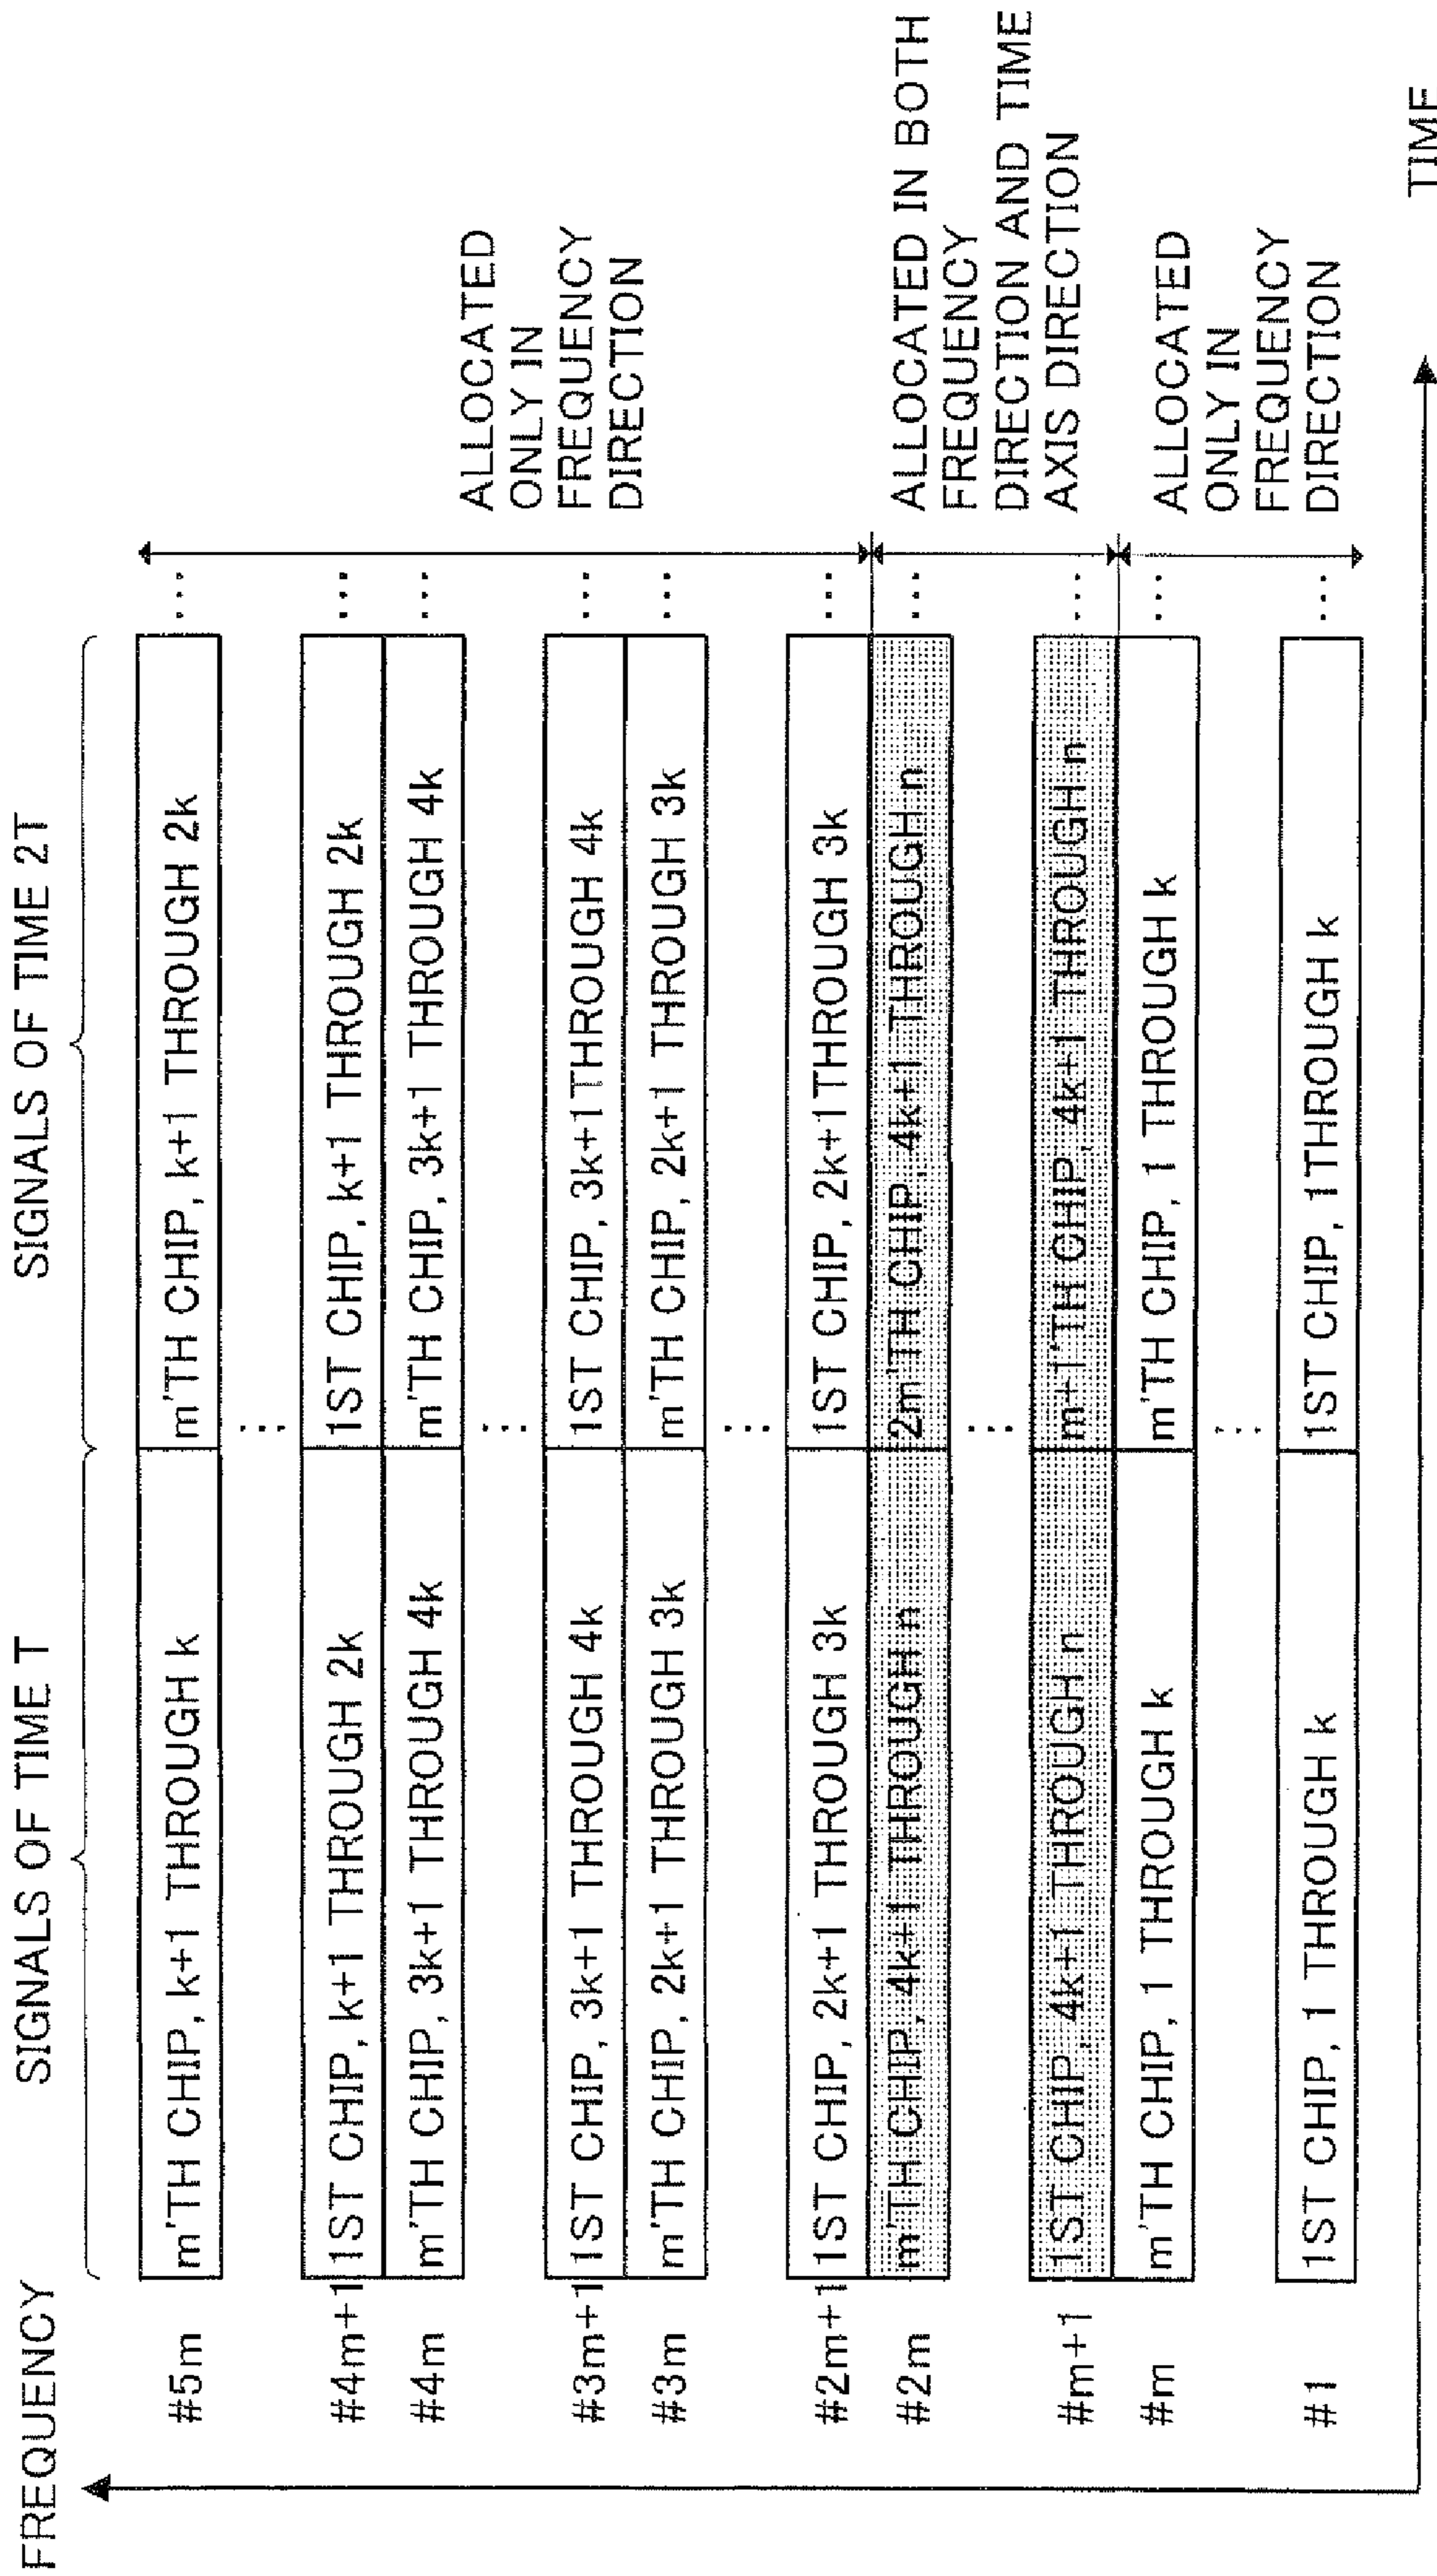 FREQUENCY
SIGNALS OF TIME T
SIGNALS OF TIME 2T
#5m
m'TH CHIP, k+1 THROUGH k
m'TH CHIP, k+1 THROUGH 2k
...
#4m+1
1ST CHIP, k+1 THROUGH 2k
1ST CHIP, k+1 THROUGH 2k
...
#4m
m'TH CHIP, 3k+1 THROUGH 4k
m'TH CHIP, 3k+1 THROUGH 4k
...
ALLOCATED
ONLY IN
FREQUENCY
DIRECTION
#3m+1
1ST CHIP, 3k+1 THROUGH 4k
1ST CHIP, 3k+1THROUGH 4k
...
#3m
m'TH CHIP, 2k+1 THROUGH 3k
m'TH CHIP, 2k+1 THROUGH 3k
...
#2m+1
1ST CHIP, 2k+1 THROUGH 3k
1ST CHIP, 2k+1THROUGH 3k
...
#2m
m'TH CHIP, 4k+1 THROUGH n
2m'TH CHIP, 4k+1 THROUGH n
...
ALLOCATED IN BOTH
FREQUENCY
DIRECTION AND TIME
AXIS DIRECTION
#m+1
1ST CHIP, 4k+1 THROUGH n
m+1'TH CHIP, 4k+1 THROUGH n
...
#m
m'TH CHIP, 1 THROUGH k
m'TH CHIP, 1 THROUGH k
...
ALLOCATED
ONLY IN
FREQUENCY
DIRECTION
#1
1ST CHIP, 1 THROUGH k
1ST CHIP, 1THROUGH k
...
TIME